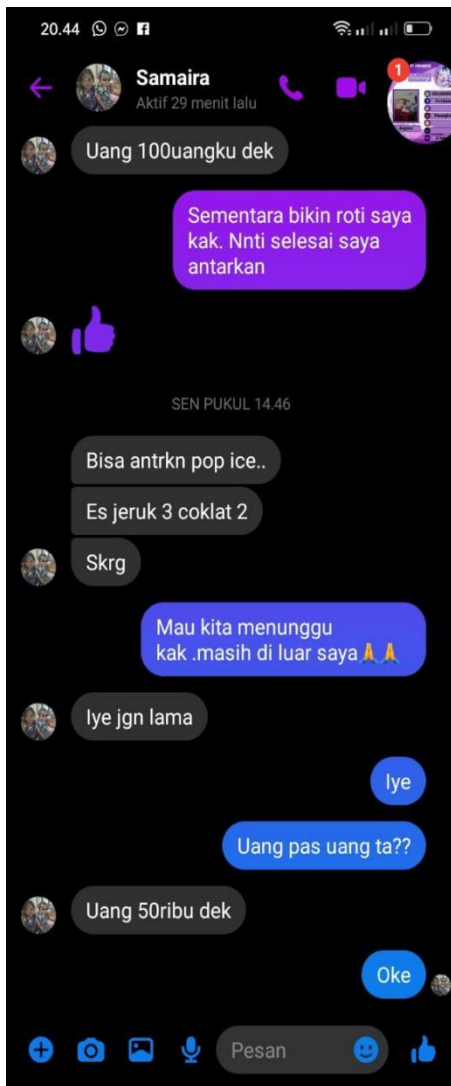 20.44
Samaira
Aktif 29 menit lalu
1
Uang 100uangku dek
Sementara bikin roti saya
kak. Nnti selesai saya
antarkan
SEN PUKUL 14.46
Bisa antrkn pop ice..
Es jeruk 3 coklat 2
Skrg
Mau kita menunggu
kak .masih di luar saya🙏🙏
Iye jgn lama
Iye
Uang pas uang ta??
Uang 50ribu dek
Oke
Pesan